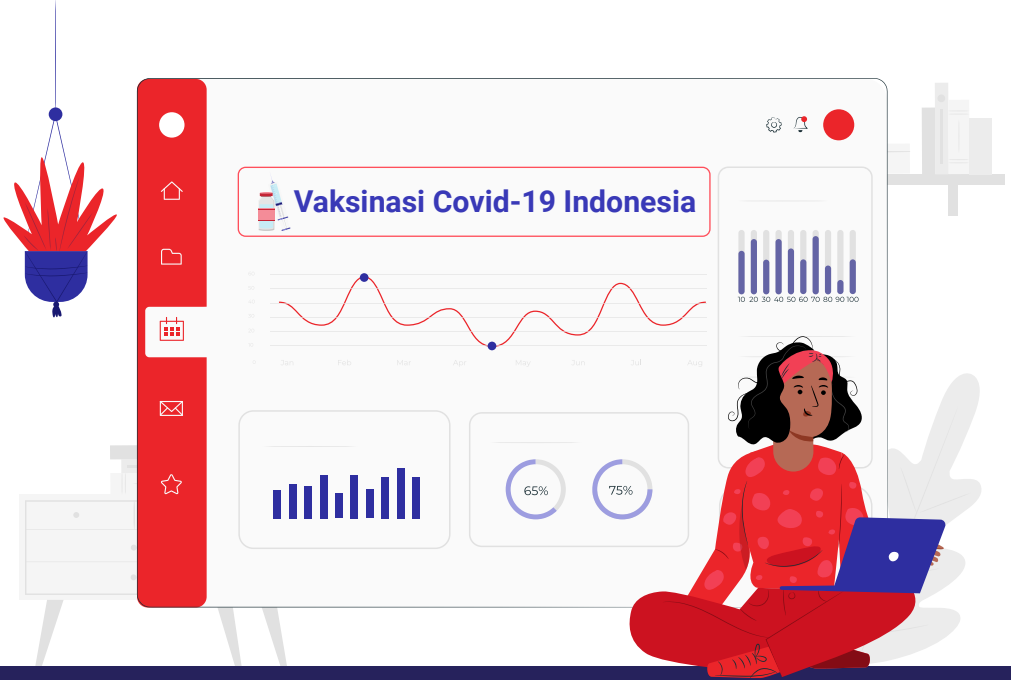 Vaksinasi Covid-19 Indonesia
10 20 30 40 50 60 70 80 90 100
Jan Feb Mar Apr May Jun Jul Aug
65% 75%